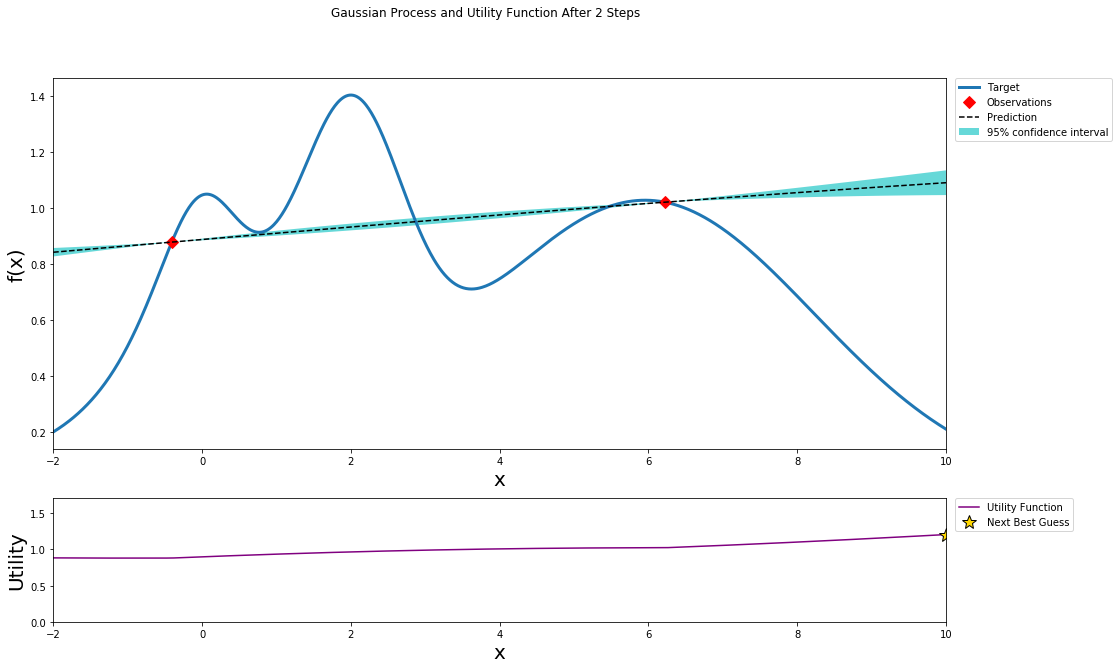 Gaussian Process and Utility Function After 2 Steps
f(x)
1.4
1.2
1.0
0.8
0.6
0.4
0.2
−2
0
2
4
6
8
10
x
Target
Observations
Prediction
95% confidence interval
Utility
1.5
1.0
0.5
0.0
−2
0
2
4
6
8
10
x
Utility Function
Next Best Guess